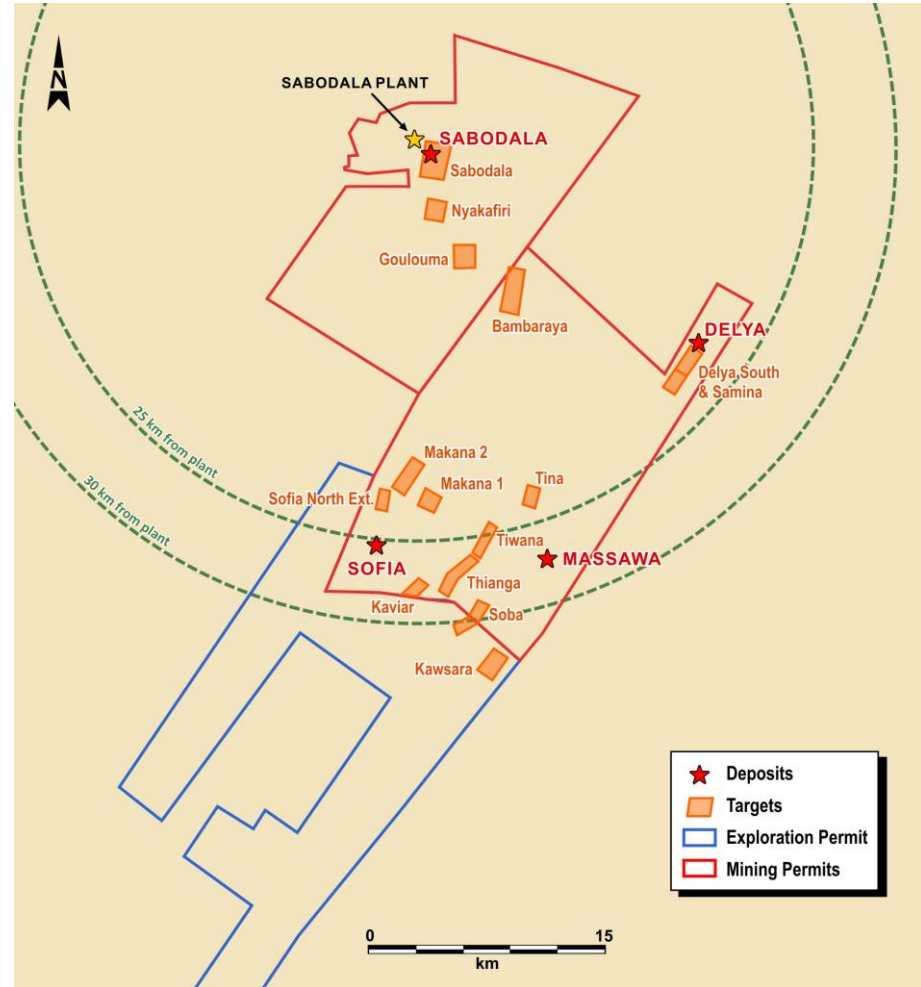 N
SABODALA PLANT
SABODALA
Sabodala
Nyakafiri
Goulouma
Bambaraya
DELYA
Delya South
& Samina
25 km from plant
30 km from plant
Makana 2
Makana 1
Tina
Sofia North Ext.
Tiwana
SOFIA
MASSAWA
Thianga
Kaviar
Soba
Kawsara
Deposits
Targets
Exploration Permit
Mining Permits
0
15
km